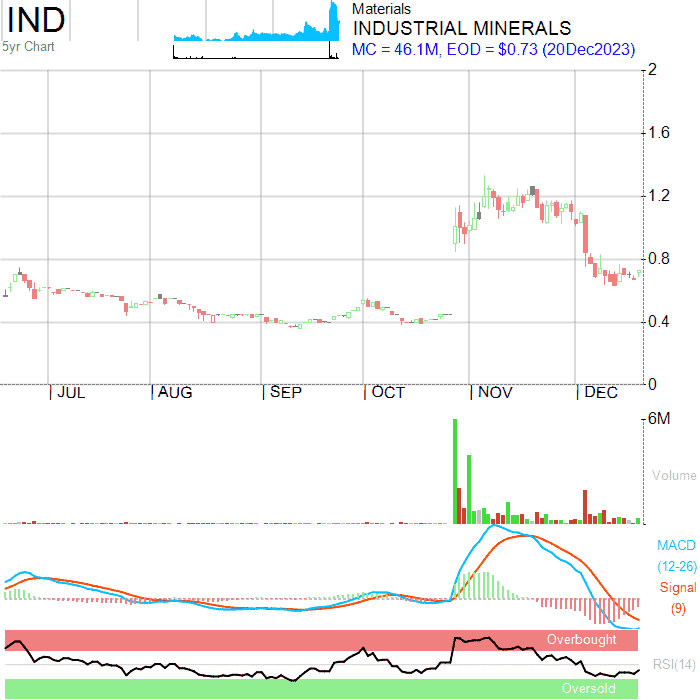 IND
5yr Chart
Materials
INDUSTRIAL MINERALS
MC = 46.1M, EOD = $0.73 (20Dec2023)
2
1.6
1.2
0.8
0.4
0
JUL AUG SEP OCT NOV DEC
6M
Volume
MACD
(12-26)
Signal
(9)
Overbought
RSI(14)
Oversold